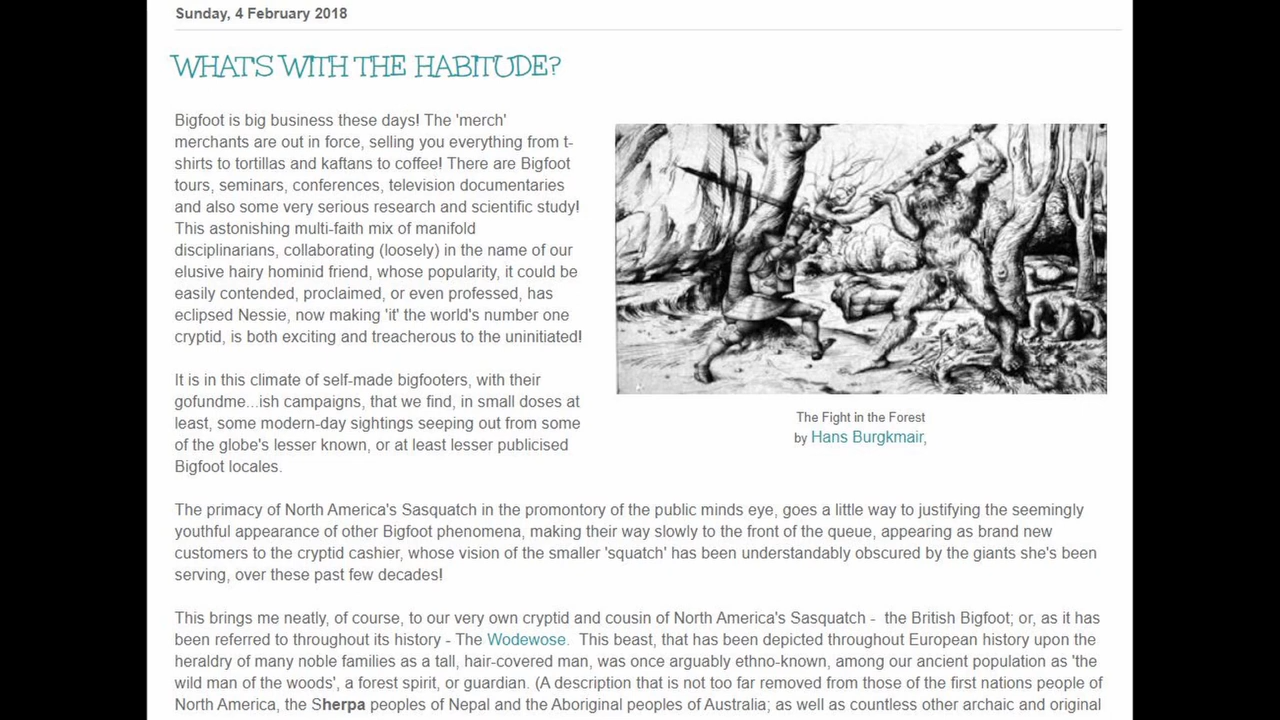 Sunday, 4 February 2018
WHAT'S WITH THE HABITUDE?
Bigfoot is big business these days! The 'merch'
merchants are out in force, selling you everything from t-
shirts to tortillas and kaftans to coffee! There are Bigfoot
tours, seminars, conferences, television documentaries
and also some very serious research and scientific study!
This astonishing multi-faith mix of manifold
disciplinarians, collaborating (loosely) in the name of our
elusive hairy hominid friend, whose popularity, it could be
easily contended, proclaimed, or even professed, has
eclipsed Nessie, now making 'it' the world's number one
cryptid, is both exciting and treacherous to the uninitiated!
It is in this climate of self-made bigfooters, with their
gofundme...ish campaigns, that we find, in small doses at
least, some modern-day sightings seeping out from some
of the globe's lesser known, or at least lesser publicised
Bigfoot locales.
The Fight in the Forest
by Hans Burgkmair,
The primacy of North America's Sasquatch in the promontory of the public minds eye, goes a little way to justifying the seemingly
youthful appearance of other Bigfoot phenomena, making their way slowly to the front of the queue, appearing as brand new
customers to the cryptid cashier, whose vision of the smaller 'squatch' has been understandably obscured by the giants she's been
serving, over these past few decades!
This brings me neatly, of course, to our very own cryptid and cousin of North America's Sasquatch - the British Bigfoot; or, as it has
been referred to throughout its history - The Wodewose. This beast, that has been depicted throughout European history upon the
heraldry of many noble families as a tall, hair-covered man, was once arguably ethno-known, among our ancient population as 'the
wild man of the woods', a forest spirit, or guardian. (A description that is not too far removed from those of the first nations people of
North America, the Sherpa peoples of Nepal and the Aboriginal peoples of Australia; as well as countless other archaic and original